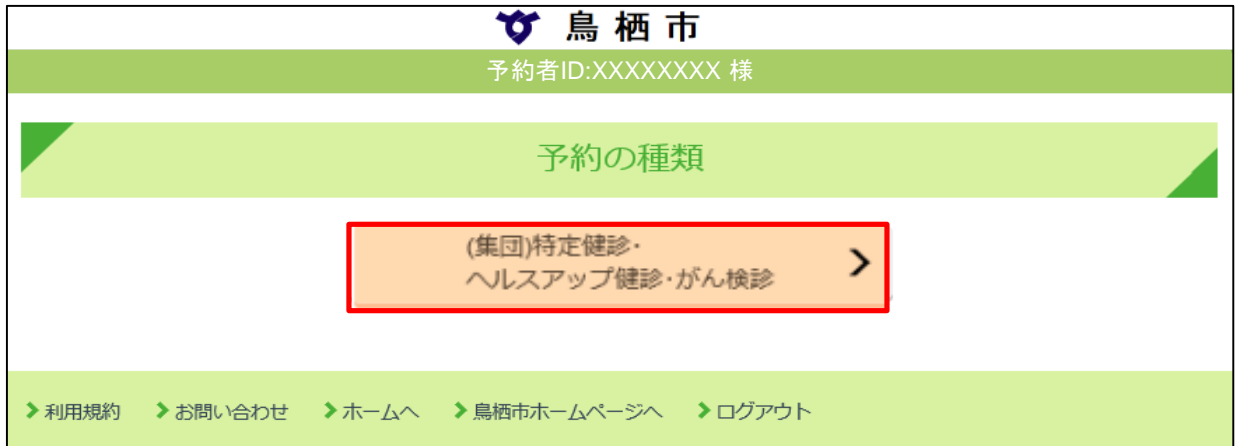 鳥栖市
予約者ID:XXXXXXXX 様
予約の種類
(集団)特定健診・
ヘルスアップ健診・がん検診
利用規約 お問い合わせ ホームへ 鳥栖市ホームページへ ログアウト